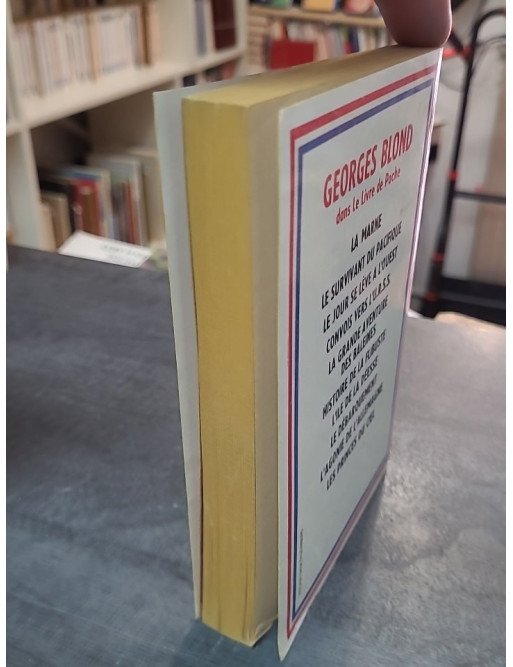 GEORGES BLOND
dans Le Livre de Poche
LA MARNE
LE SURVIVANT DU PACIFIQUE
LE JOUR SE LÈVE À L'OUEST
CONVOIS VERS L'U.R.S.S.
LA GRANDE AVENTURE
DES BALEINES
HISTOIRE DE LA FLIBUSTE
L'ÎLE DE LA DÉESSE
LE DÉBARQUEMENT
L'AGONIE DE L'ALLEMAGNE
LES PRINCES DU CIEL